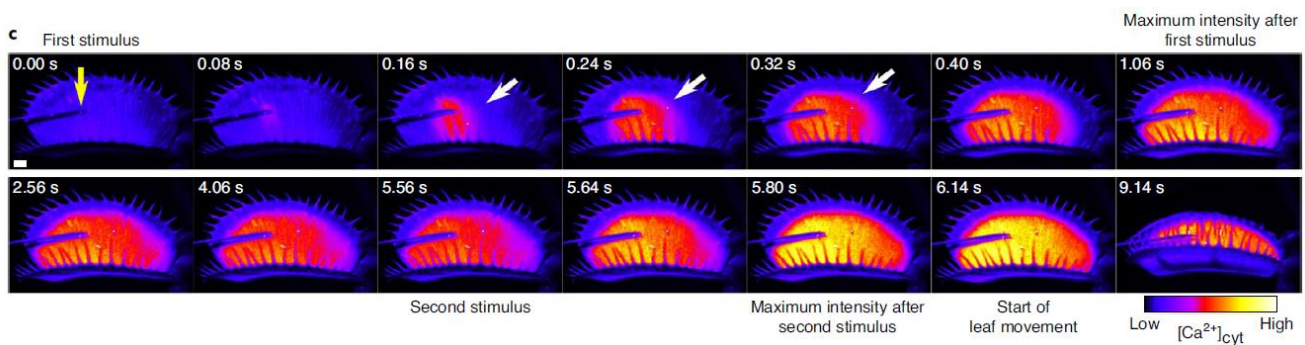 c
First stimulus
Maximum intensity after
first stimulus
0.00 s
0.08 s
0.16 s
0.24 s
0.32 s
0.40 s
1.06 s
2.56 s
4.06 s
5.56 s
5.64 s
5.80 s
6.14 s
9.14 s
Second stimulus
Maximum intensity after
second stimulus
Start of
leaf movement
Low [Ca²⁺]cyt High